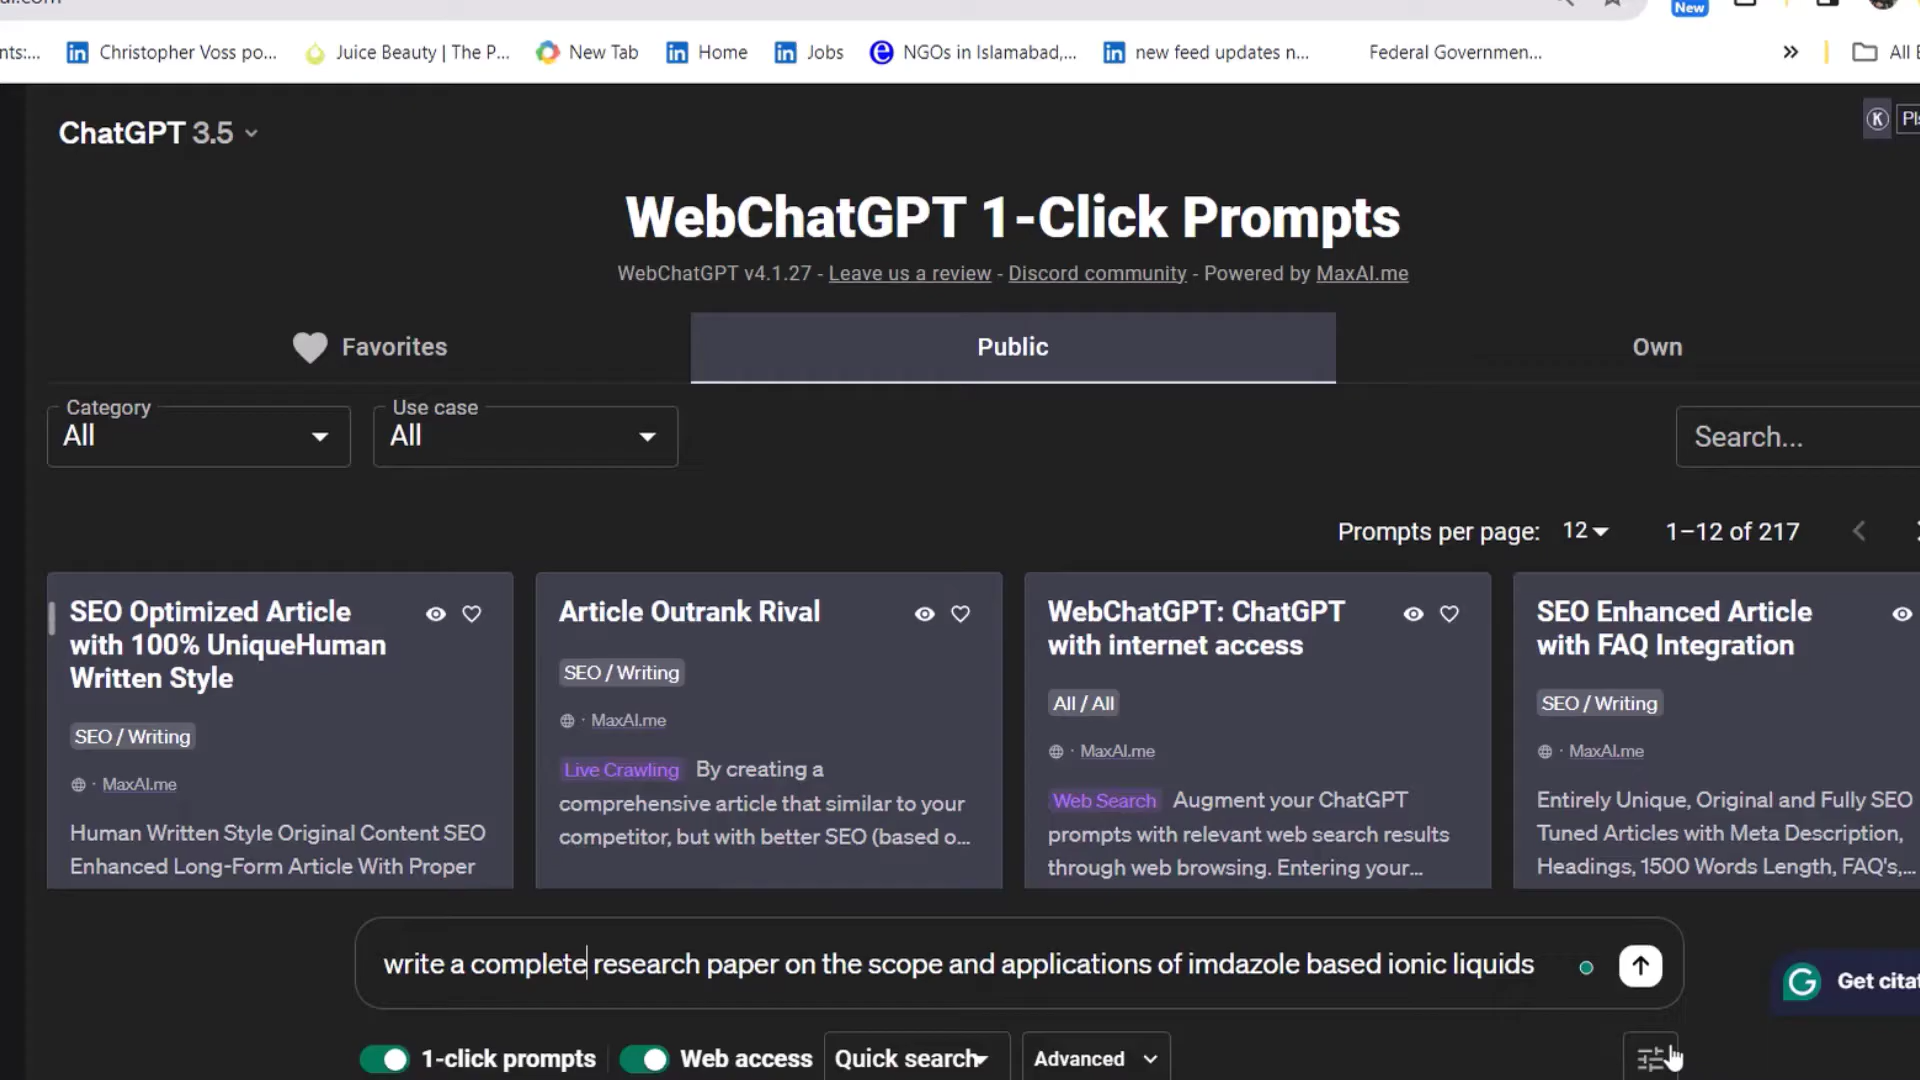 New
nts:...
Christopher Voss po...
Juice Beauty | The P...
New Tab
Home
Jobs
NGOs in Islamabad,...
new feed updates n...
Federal Governmen...
»
All
ChatGPT 3.5
WebChatGPT 1-Click Prompts
WebChatGPT v4.1.27 - Leave us a review - Discord community - Powered by MaxAI.me
Favorites
Public
Own
Category
All
Use case
All
Search...
Prompts per page: 12
1–12 of 217
SEO Optimized Article
with 100% UniqueHuman
Written Style
SEO / Writing
· MaxAI.me
Human Written Style Original Content SEO
Enhanced Long-Form Article With Proper
Article Outrank Rival
SEO / Writing
· MaxAI.me
Live Crawling By creating a
comprehensive article that similar to your
competitor, but with better SEO (based o...
WebChatGPT: ChatGPT
with internet access
All / All
· MaxAI.me
Web Search Augment your ChatGPT
prompts with relevant web search results
through web browsing. Entering your...
SEO Enhanced Article
with FAQ Integration
SEO / Writing
· MaxAI.me
Entirely Unique, Original and Fully SEO
Tuned Articles with Meta Description,
Headings, 1500 Words Length, FAQ's,...
write a complete research paper on the scope and applications of imdazole based ionic liquids
Get citat
1-click prompts
Web access
Quick search
Advanced